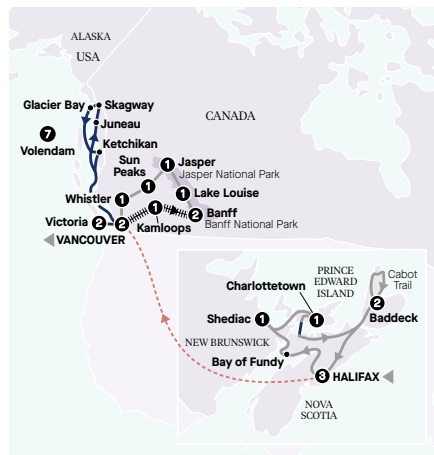 ALASKA
USA
CANADA
Glacier Bay
Skagway
Juneau
7
Volendam
Ketchikan
Sun
Peaks
1
Jasper
1
Jasper National Park
Whistler
1
1
Lake Louise
1
Kamloops
2
Banff
Banff National Park
Victoria
2
2
VANCOUVER
PRINCE
EDWARD
ISLAND
Cabot
Trail
Charlottetown
1
2
Baddeck
Shediac
1
NEW BRUNSWICK
Bay of Fundy
3
HALIFAX
NOVA
SCOTIA